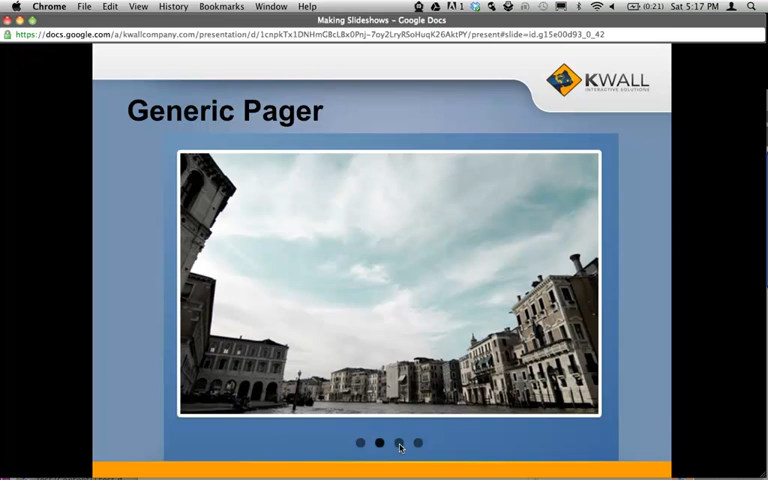 Chrome File Edit View History Bookmarks Window Help 1 (0:21) Sat 5:17 PM
Making Slideshows – Google Docs
https://docs.google.com/a/kwallcompany.com/presentation/d/1cnpkTx1DNHmGBcLBx0Pnj-7oy2LryRSoHuqK26AktPY/present#slide=id.g15e00d93_0_42
KWALL
INTERACTIVE SOLUTIONS
Generic Pager